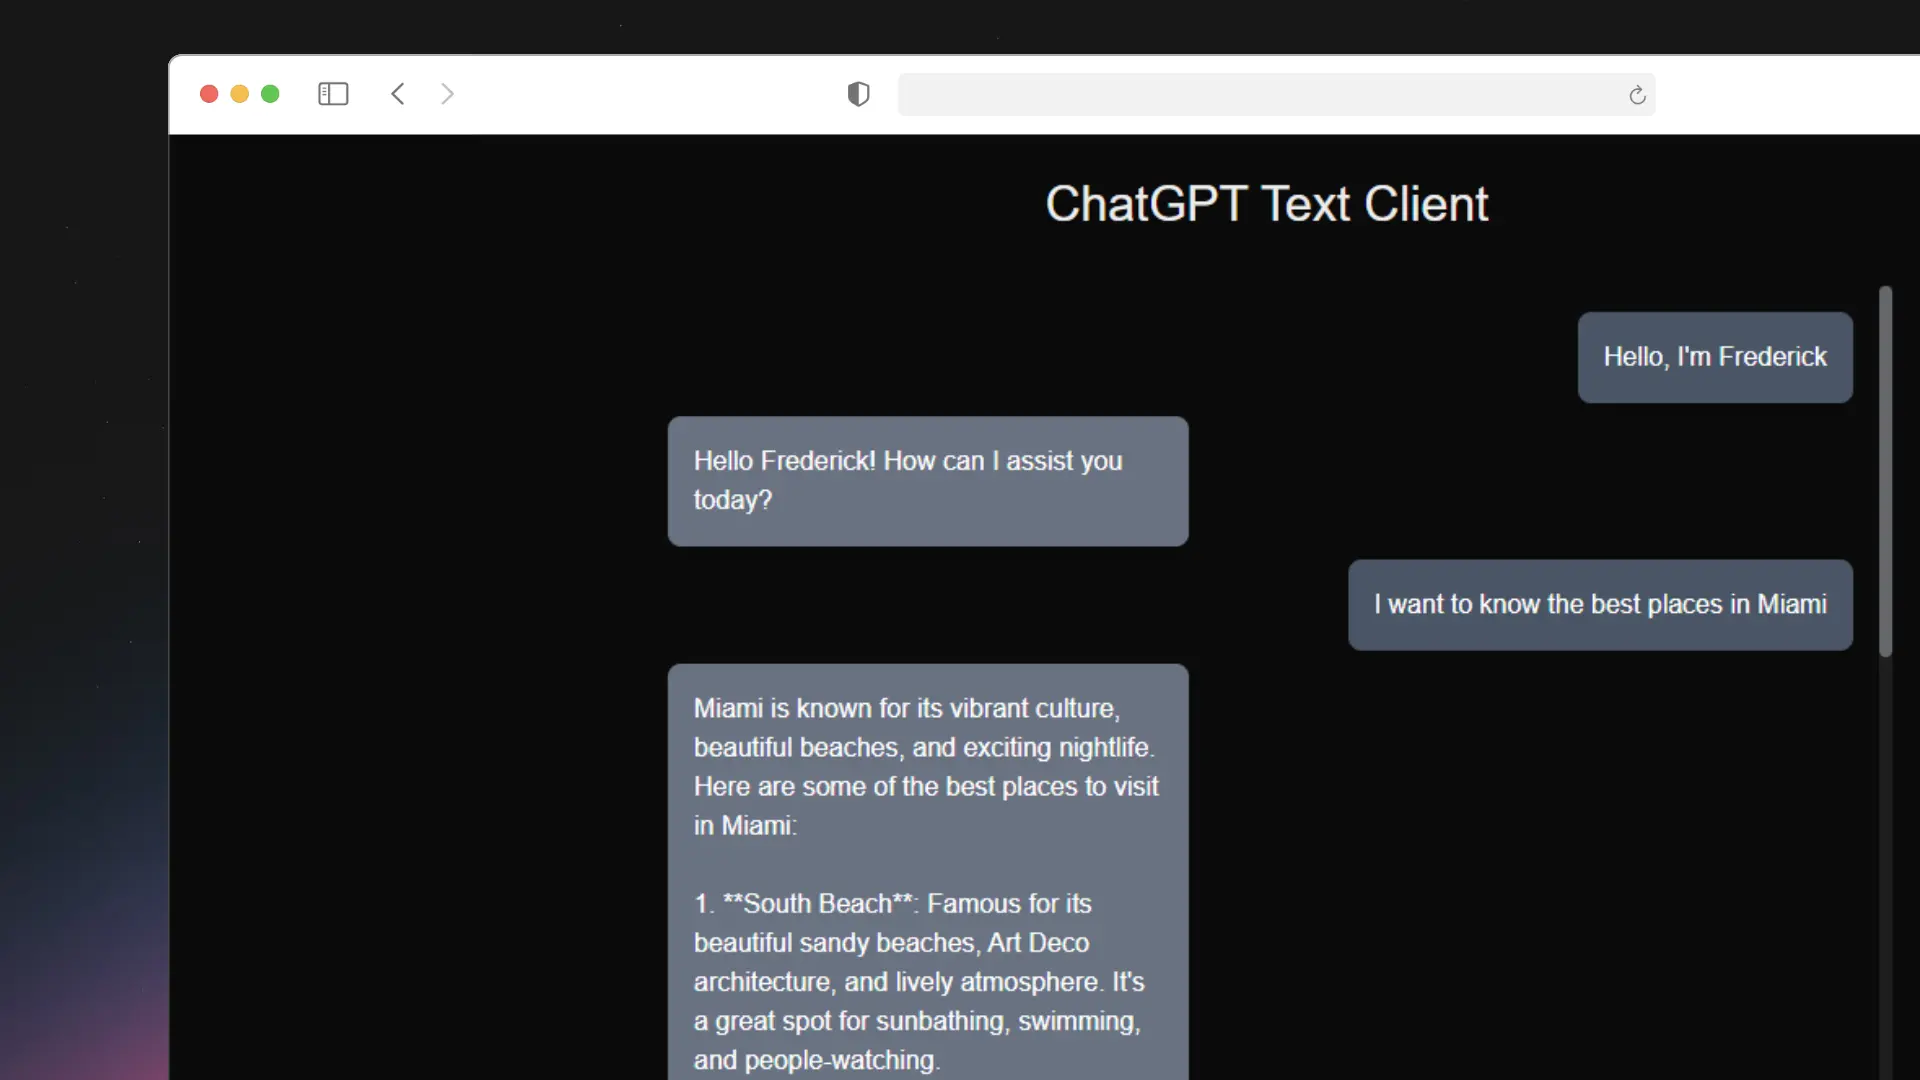 ChatGPT Text Client
Hello, I'm Frederick
Hello Frederick! How can I assist you
today?
I want to know the best places in Miami
Miami is known for its vibrant culture,
beautiful beaches, and exciting nightlife.
Here are some of the best places to visit
in Miami:
1. **South Beach**: Famous for its
beautiful sandy beaches, Art Deco
architecture, and lively atmosphere. It's
a great spot for sunbathing, swimming,
and people-watching.